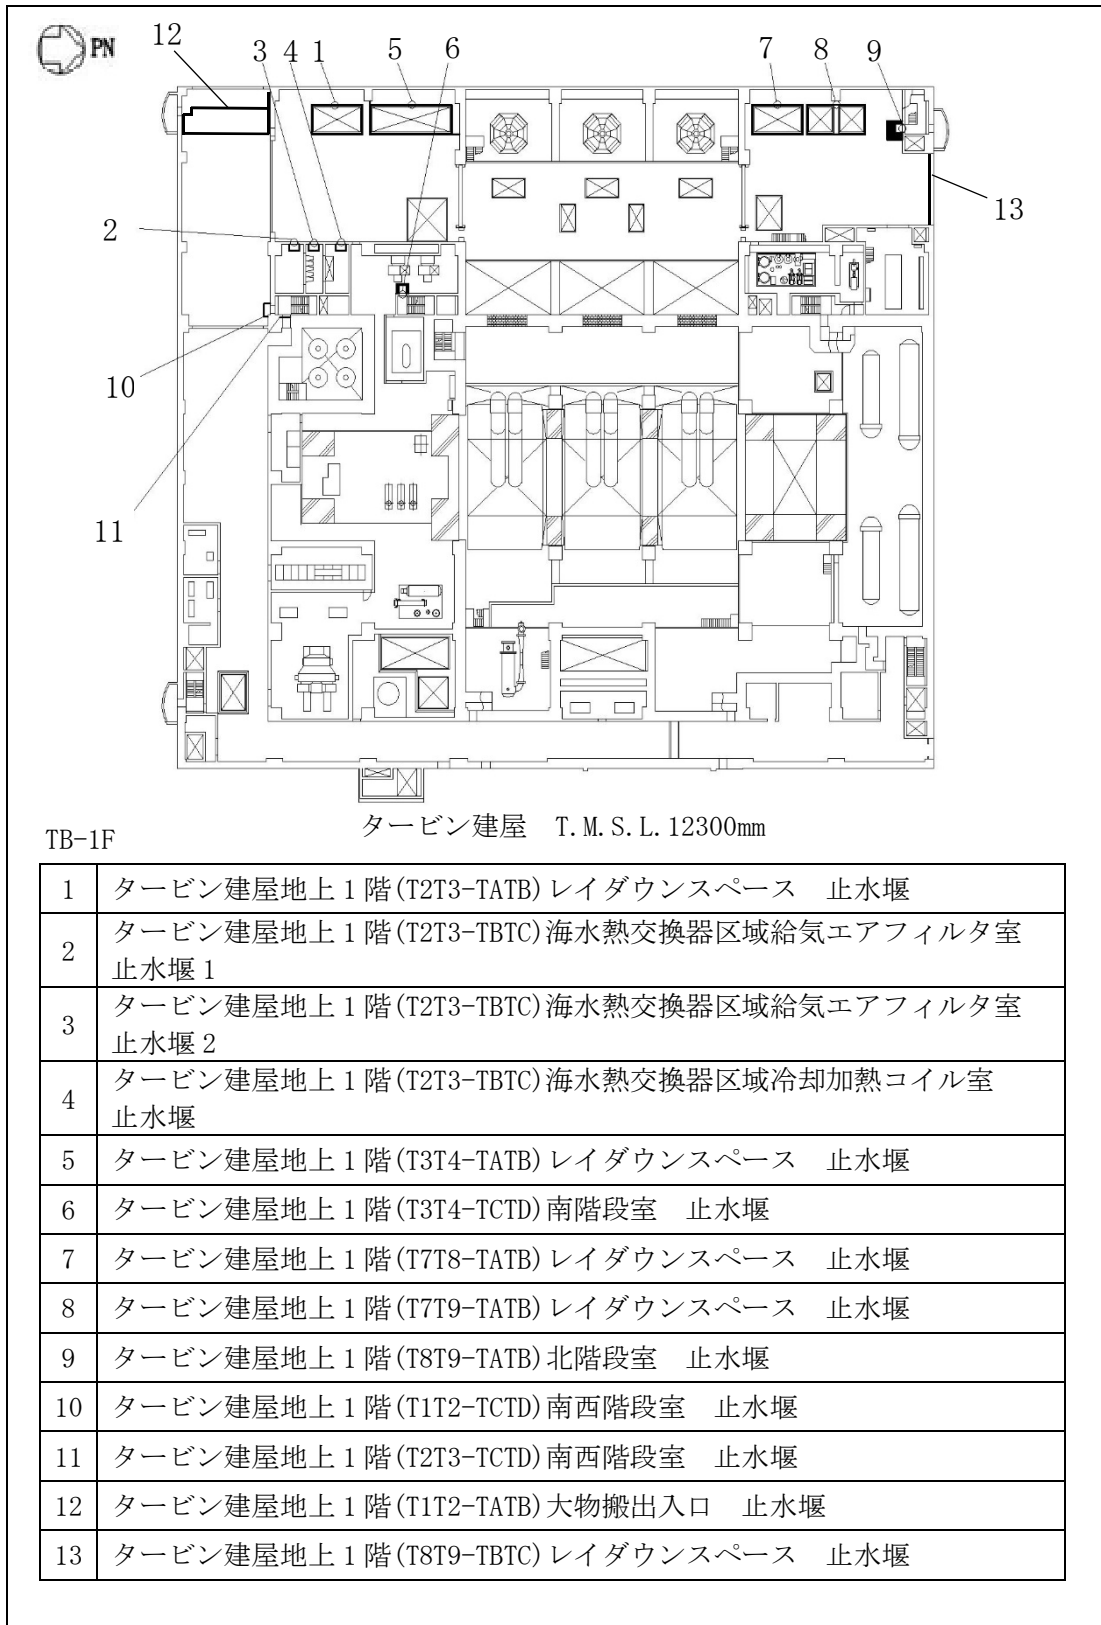 PN
12
3
4
1
5
6
7
8
9
2
13
10
11
タービン建屋　T.M.S.L.12300mm
TB-1F
1 タービン建屋地上1階(T2T3-TATB)レイダウンスペース　止水堰
2 タービン建屋地上1階(T2T3-TBTC)海水熱交換器区域給気エアフィルタ室
止水堰1
3 タービン建屋地上1階(T2T3-TBTC)海水熱交換器区域給気エアフィルタ室
止水堰2
4 タービン建屋地上1階(T2T3-TBTC)海水熱交換器区域冷却加熱コイル室
止水堰
5 タービン建屋地上1階(T3T4-TATB)レイダウンスペース　止水堰
6 タービン建屋地上1階(T3T4-TCTD)南階段室　止水堰
7 タービン建屋地上1階(T7T8-TATB)レイダウンスペース　止水堰
8 タービン建屋地上1階(T7T9-TATB)レイダウンスペース　止水堰
9 タービン建屋地上1階(T8T9-TATB)北階段室　止水堰
10 タービン建屋地上1階(T1T2-TCTD)南西階段室　止水堰
11 タービン建屋地上1階(T2T3-TCTD)南西階段室　止水堰
12 タービン建屋地上1階(T1T2-TATB)大物搬出入口　止水堰
13 タービン建屋地上1階(T8T9-TBTC)レイダウンスペース　止水堰